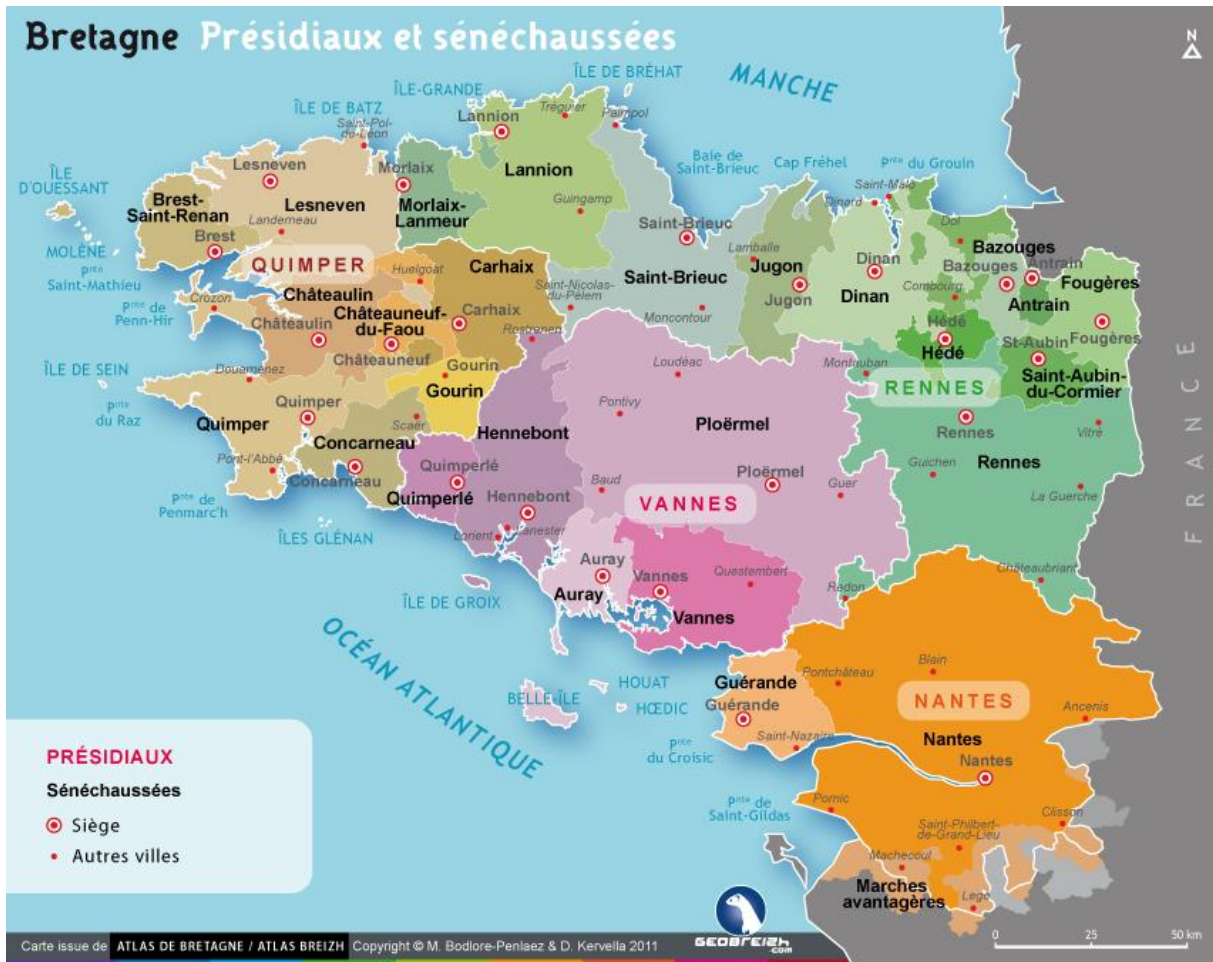 Bretagne Présidiaux et sénéchaussées
N
MANCHE
ÎLE DE BRÉHAT
ÎLE-GRANDE
ÎLE DE BATZ
Saint-Pol-
de-Léon
Lannion
Tréguier
Paimpol
Lannion
Guingamp
Baie de
Saint-Brieuc
Cap Fréhel
Pnte du Grouin
Saint-Malo
Dinard
Dol
ÎLE
D'OUESSANT
Lesneven
Lesneven
Morlaix
Morlaix-
Lanmeur
Brest-
Saint-Renan
Brest
Landerneau
MOLÈNE
Pnte
Saint-Mathieu
Pnte de
Penn-Hir
QUIMPER
Huelgoat
Crozon
Châteaulin
Châteaulin
Châteauneuf-
du-Faou
Châteauneuf
Carhaix
Carhaix
Rostrenen
Saint-Nicolas-
du-Pélem
Saint-Brieuc
Saint-Brieuc
Moncontour
Lamballe
Jugon
Jugon
Dinan
Dinan
Combourg
Bazouges
Bazouges
Antrain
Antrain
Fougères
Fougères
Hédé
Hédé
St-Aubin
Saint-Aubin-
du-Cormier
ÎLE DE SEIN
Pnte
du Raz
Douarnenez
Quimper
Quimper
Pont-l'Abbé
Pnte de
Penmarc'h
Concarneau
Concarneau
Scaër
Gourin
Gourin
ÎLES GLÉNAN
Quimperlé
Quimperlé
Hennebont
Hennebont
Lorient
Lanester
ÎLE DE GROIX
Loudéac
Pontivy
Ploërmel
Ploërmel
Baud
Guer
VANNES
Montauban
RENNES
Rennes
Rennes
Vitré
Guichen
La Guerche
Châteaubriant
Redon
FRANCE
Auray
Auray
Vannes
Vannes
Questembert
OCÉAN ATLANTIQUE
BELLE-ÎLE
HOUAT
HŒDIC
Guérande
Guérande
Pnte
du Croisic
Saint-Nazaire
Pontchâteau
Blain
NANTES
Ancenis
Nantes
Nantes
Pnte de
Saint-Gildas
Pornic
Clisson
Saint-Philbert-
de-Grand-Lieu
Machecoul
Marches
avantagères
Legé
PRÉSIDIAUX
Sénéchaussées
Siège
Autres villes
GEOBREIZH
.COM
0 25 50 km
Carte issue de ATLAS DE BRETAGNE / ATLAS BREIZH Copyright © M. Bodlore-Penlaez & D. Kervella 2011